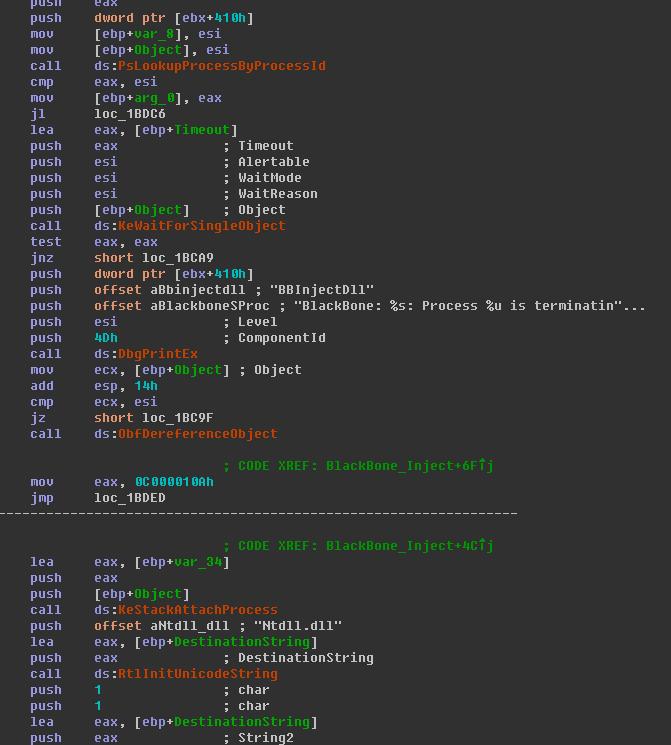 push eax
push dword ptr [ebx+410h]
mov [ebp+var_8], esi
mov [ebp+Object], esi
call ds:PsLookupProcessByProcessId
cmp eax, esi
mov [ebp+arg_0], eax
jl loc_1BDC6
lea eax, [ebp+Timeout]
push eax ; Timeout
push esi ; Alertable
push esi ; WaitMode
push esi ; WaitReason
push [ebp+Object] ; Object
call ds:KeWaitForSingleObject
test eax, eax
jnz short loc_1BCA9
push dword ptr [ebx+410h]
push offset aBbinjectdll ; "BBInjectDll"
push offset aBlackboneSProc ; "BlackBone: %s: Process %u is terminatin"...
push esi ; Level
push 4Dh ; ComponentId
call ds:DbgPrintEx
mov ecx, [ebp+Object] ; Object
add esp, 14h
cmp ecx, esi
jz short loc_1BC9F
call ds:ObfDereferenceObject
; CODE XREF: BlackBone_Inject+6F↑j
mov eax, 0C000010Ah
jmp loc_1BDED
; CODE XREF: BlackBone_Inject+4C↑j
lea eax, [ebp+var_34]
push eax
push [ebp+Object]
call ds:KeStackAttachProcess
push offset aNtdll_dll ; "Ntdll.dll"
lea eax, [ebp+DestinationString]
push eax ; DestinationString
call ds:RtlInitUnicodeString
push 1 ; char
push 1 ; char
lea eax, [ebp+DestinationString]
push eax ; String2